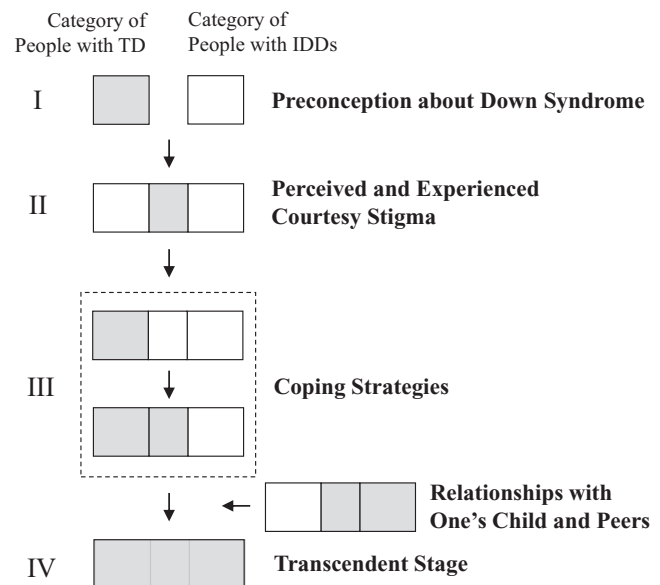 Category of
People with TD
Category of
People with IDDs
I
Preconception about Down Syndrome
II
Perceived and Experienced
Courtesy Stigma
III
Coping Strategies
Relationships with
One’s Child and Peers
IV
Transcendent Stage